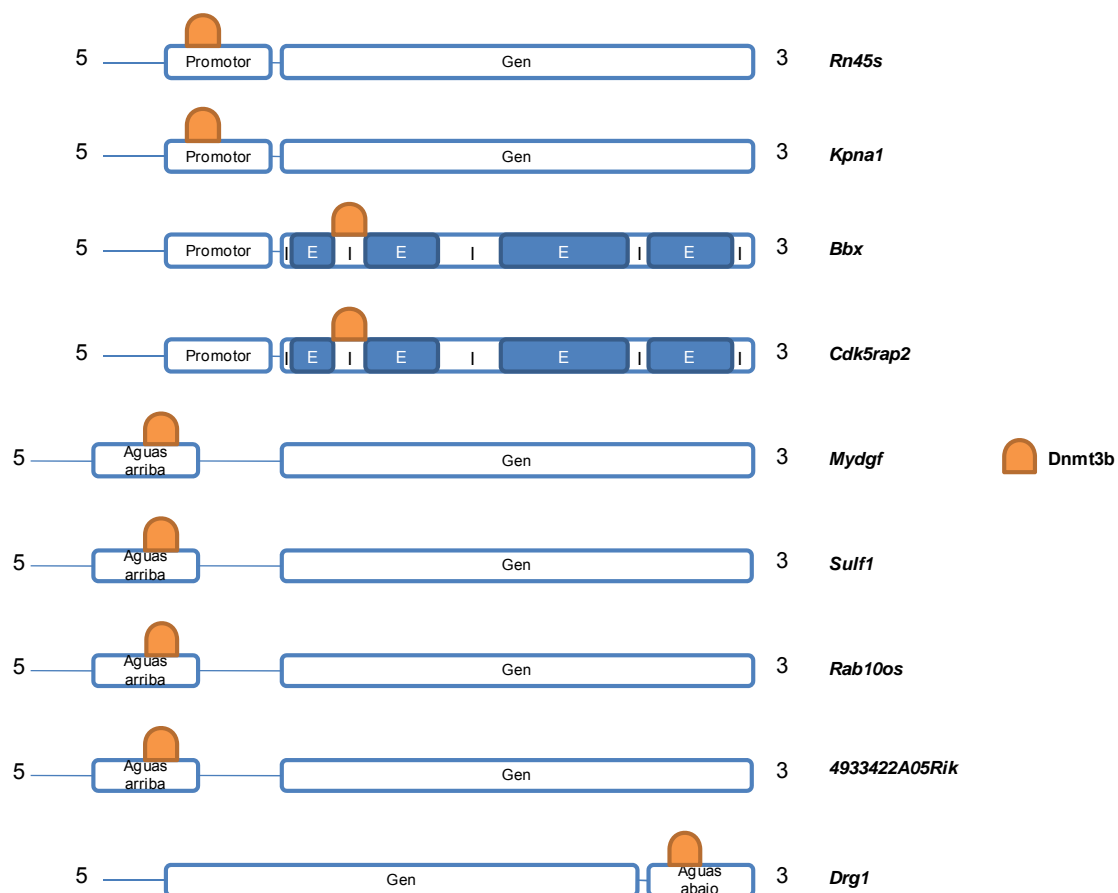 5 Promotor Gen 3 Rn45s
5 Promotor Gen 3 Kpna1
5 Promotor I E I E I E I E I 3 Bbx
5 Promotor I E I E I E I E I 3 Cdk5rap2
5 Aguas arriba Gen 3 Mydgf
Dnmt3b
5 Aguas arriba Gen 3 Sulf1
5 Aguas arriba Gen 3 Rab10os
5 Aguas arriba Gen 3 4933422A05Rik
5 Gen Aguas abajo 3 Drg1